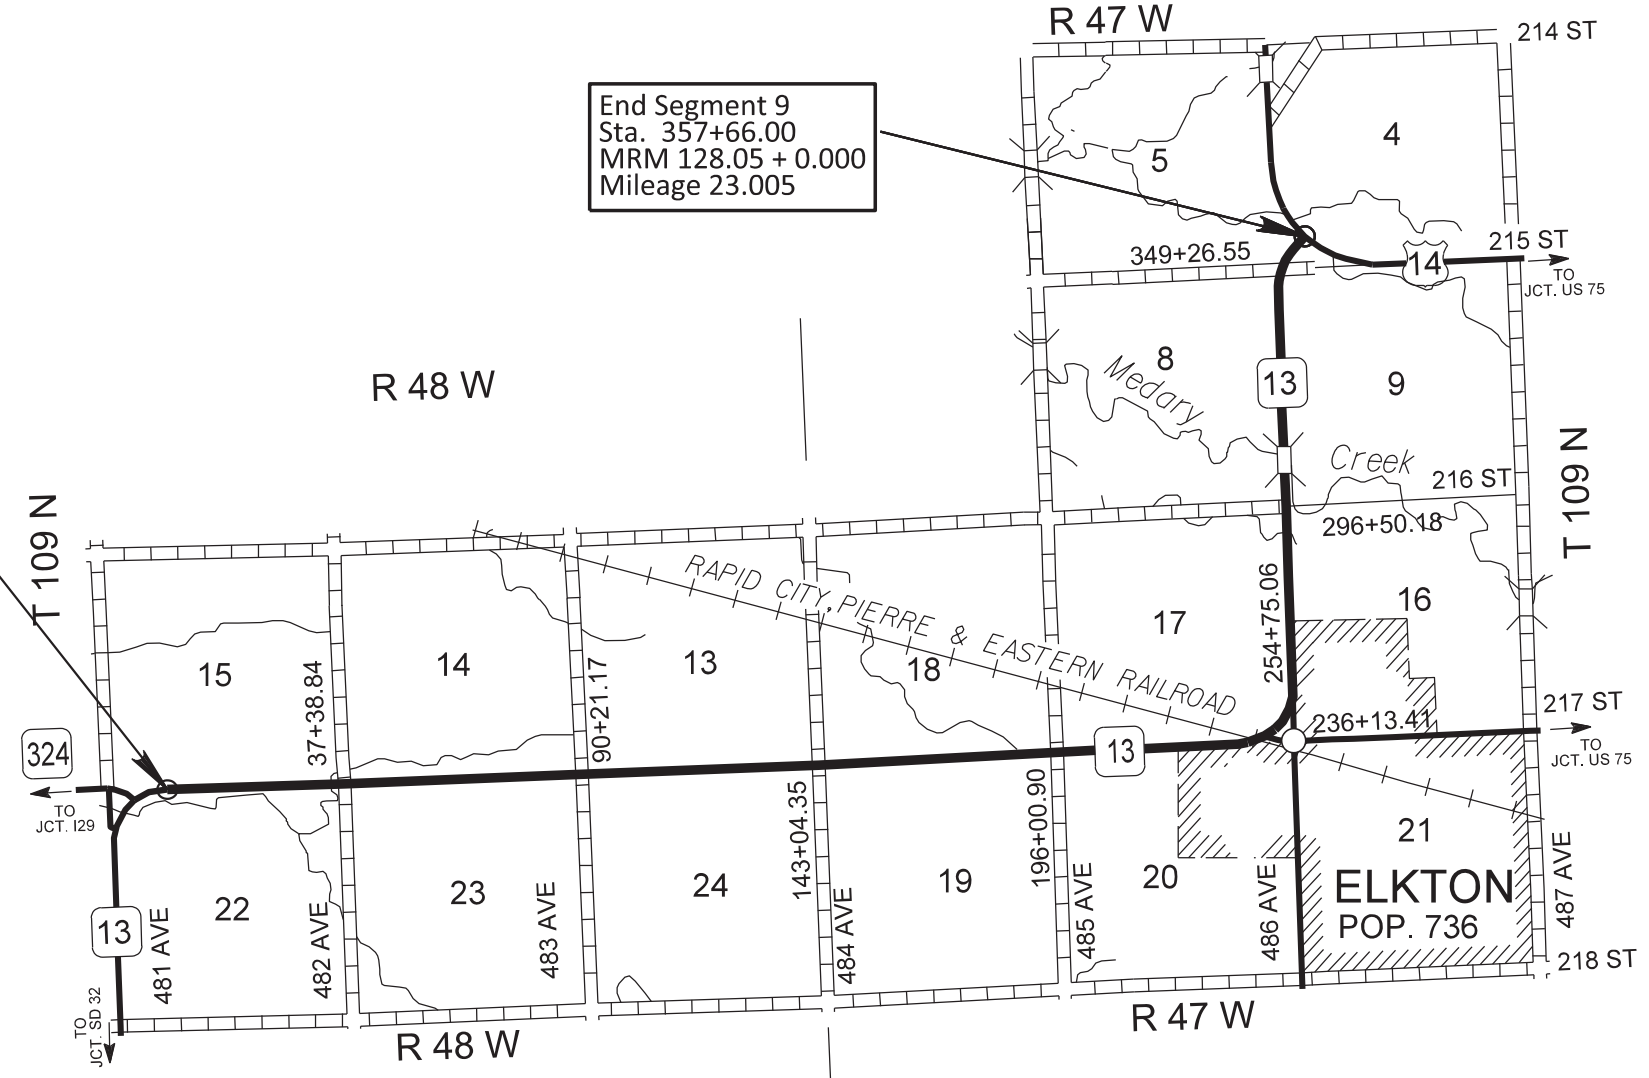 R 47 W
214 ST
End Segment 9
Sta. 357+66.00
MRM 128.05 + 0.000
Mileage 23.005
5
4
349+26.55
14
215 ST
TO
JCT. US 75
R 48 W
8
Medary
13
9
Creek
216 ST
296+50.18
T 109 N
T 109 N
RAPID CITY, PIERRE & EASTERN RAILROAD
15
37+38.84
14
90+21.17
13
18
17
254+75.06
16
217 ST
236+13.41
TO
JCT. US 75
324
TO
JCT. I29
13
13
481 AVE
22
482 AVE
23
483 AVE
24
143+04.35
484 AVE
19
196+00.90
485 AVE
20
486 AVE
21
ELKTON
POP. 736
487 AVE
218 ST
TO
JCT. SD 32
R 48 W
R 47 W